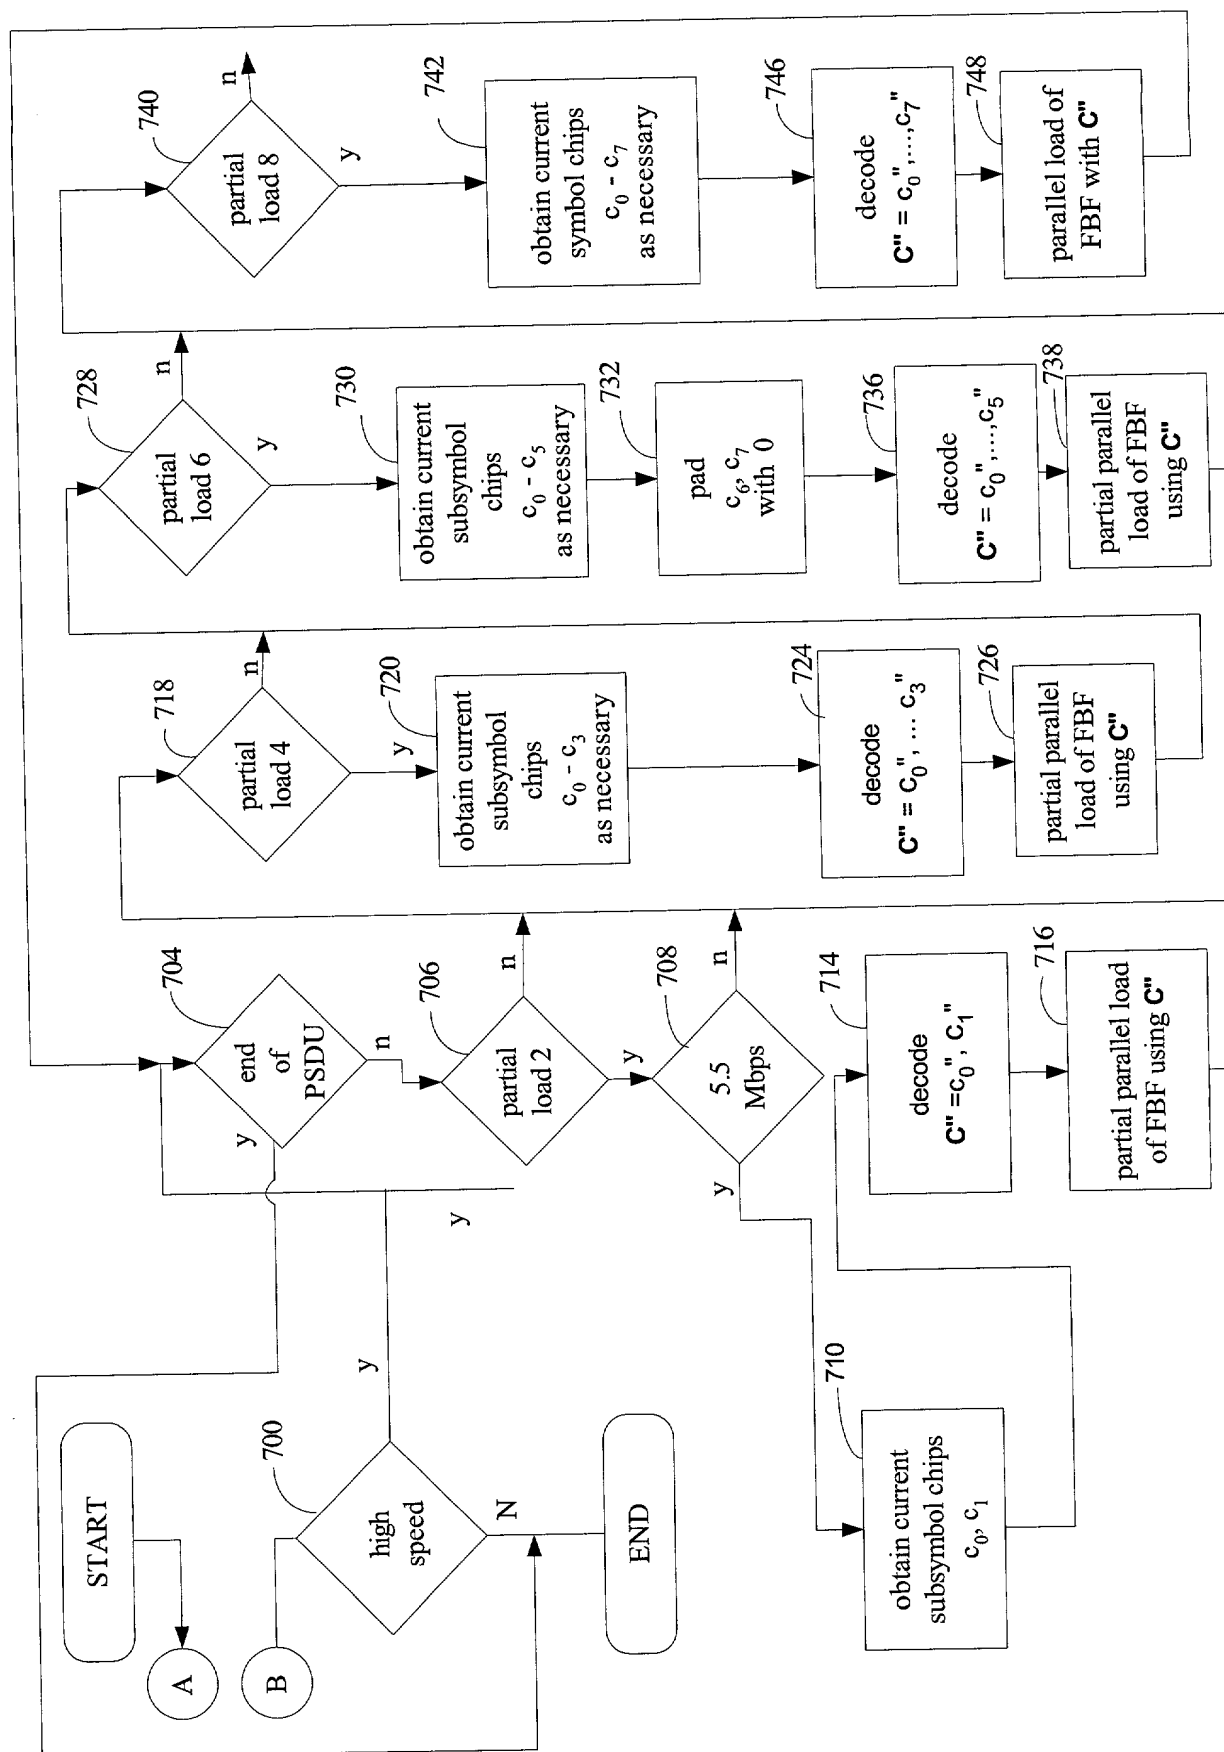 START
A
B
700
high
speed
y
N
END
y
704
end
of
PSDU
y
n
706
partial
load 2
n
y
708
5.5
Mbps
n
y
710
obtain current
subsymbol chips
c0, c1
714
decode
C" =c0", c1"
716
partial parallel load
of FBF using C"
718
partial
load 4
n
y
720
obtain current
subsymbol
chips
c0 - c3
as necessary
724
decode
C" = c0", ... c3"
726
partial parallel
load of FBF
using C"
728
partial
load 6
n
y
730
obtain current
subsymbol
chips
c0 - c5
as necessary
732
pad
c6, c7
with 0
736
decode
C" = c0",...,c5"
738
partial parallel
load of FBF
using C"
740
partial
load 8
n
y
742
obtain current
symbol chips
c0 - c7
as necessary
746
decode
C" = c0",...,c7"
748
parallel load of
FBF with C"